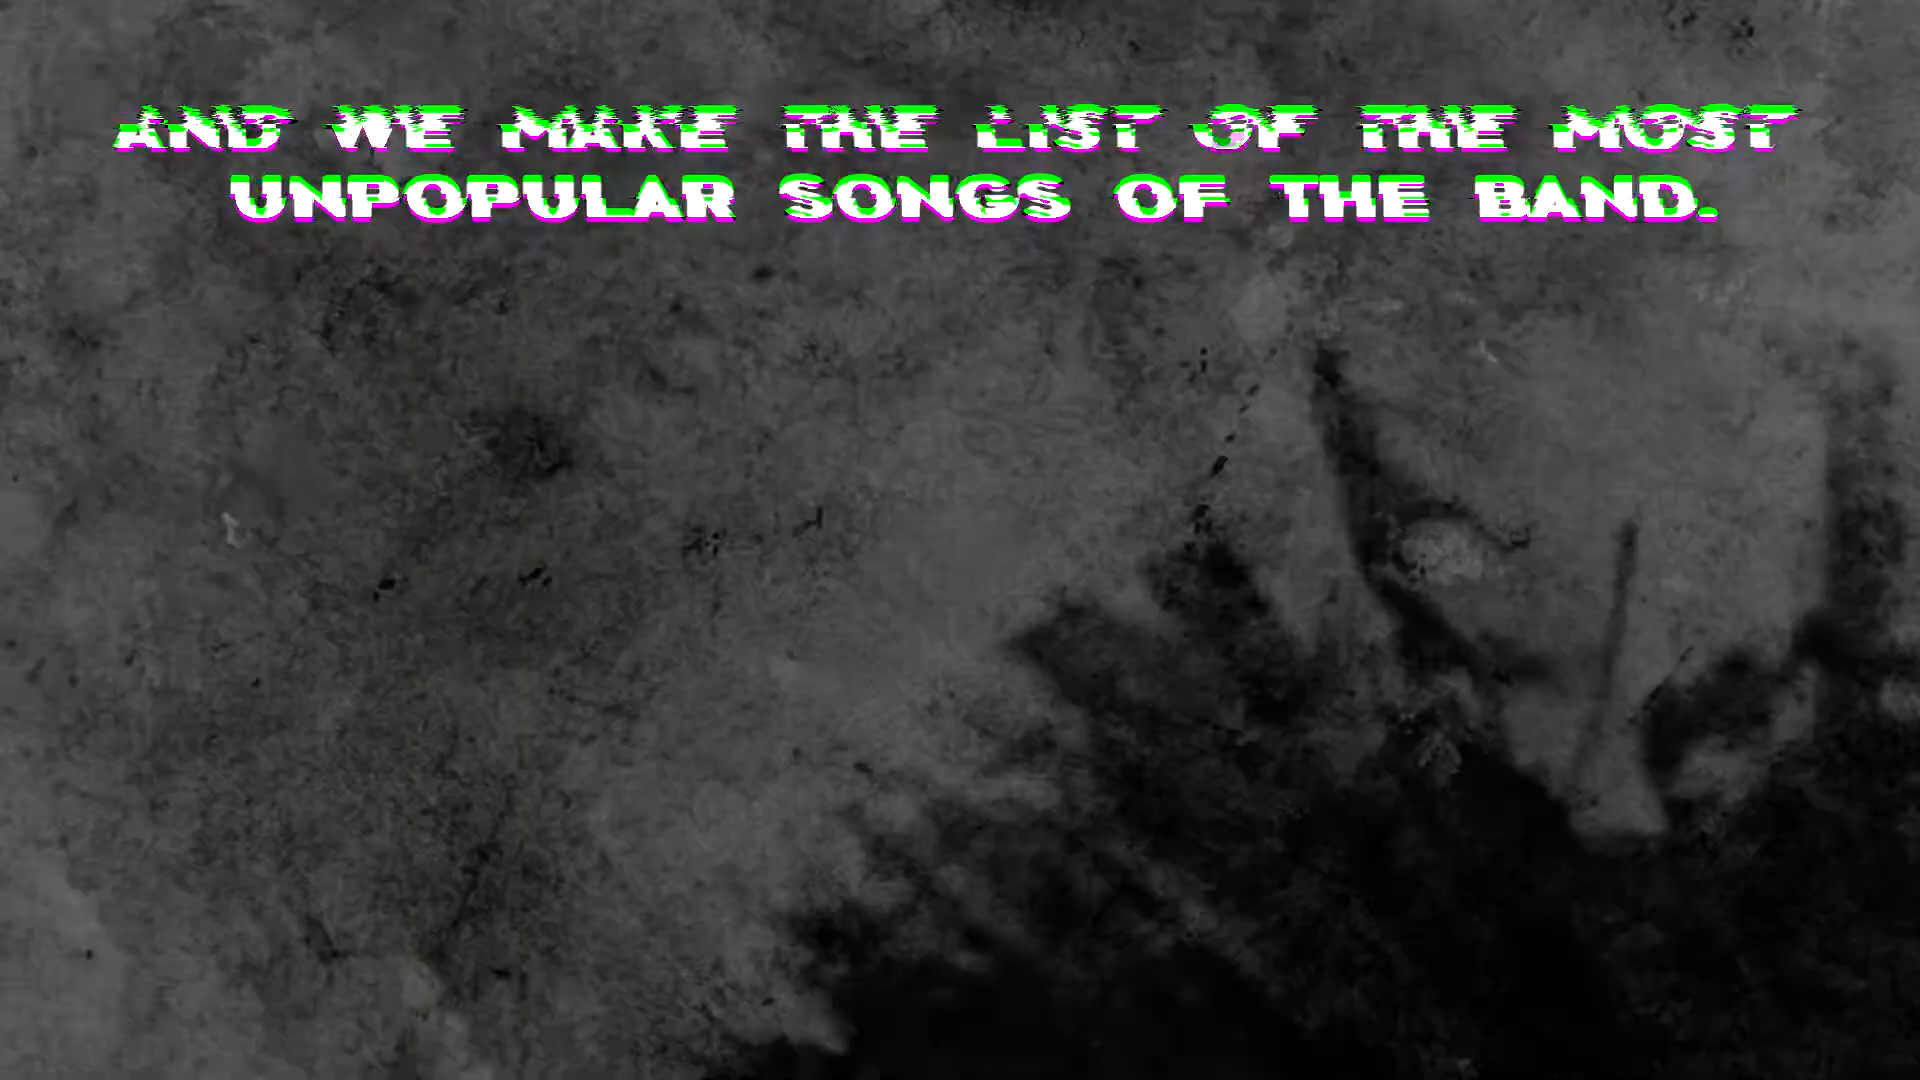 AND WE MAKE THE LIST OF THE MOST
UNPOPULAR SONGS OF THE BAND.